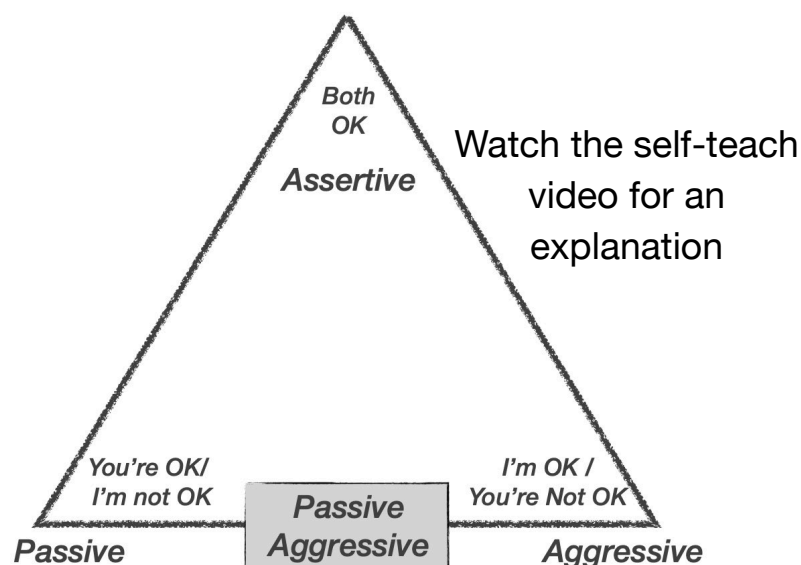 Both
OK
Assertive
Watch the self-teach
video for an
explanation
You're OK/
I'm not OK
I'm OK /
You're Not OK
Passive
Passive
Aggressive
Aggressive